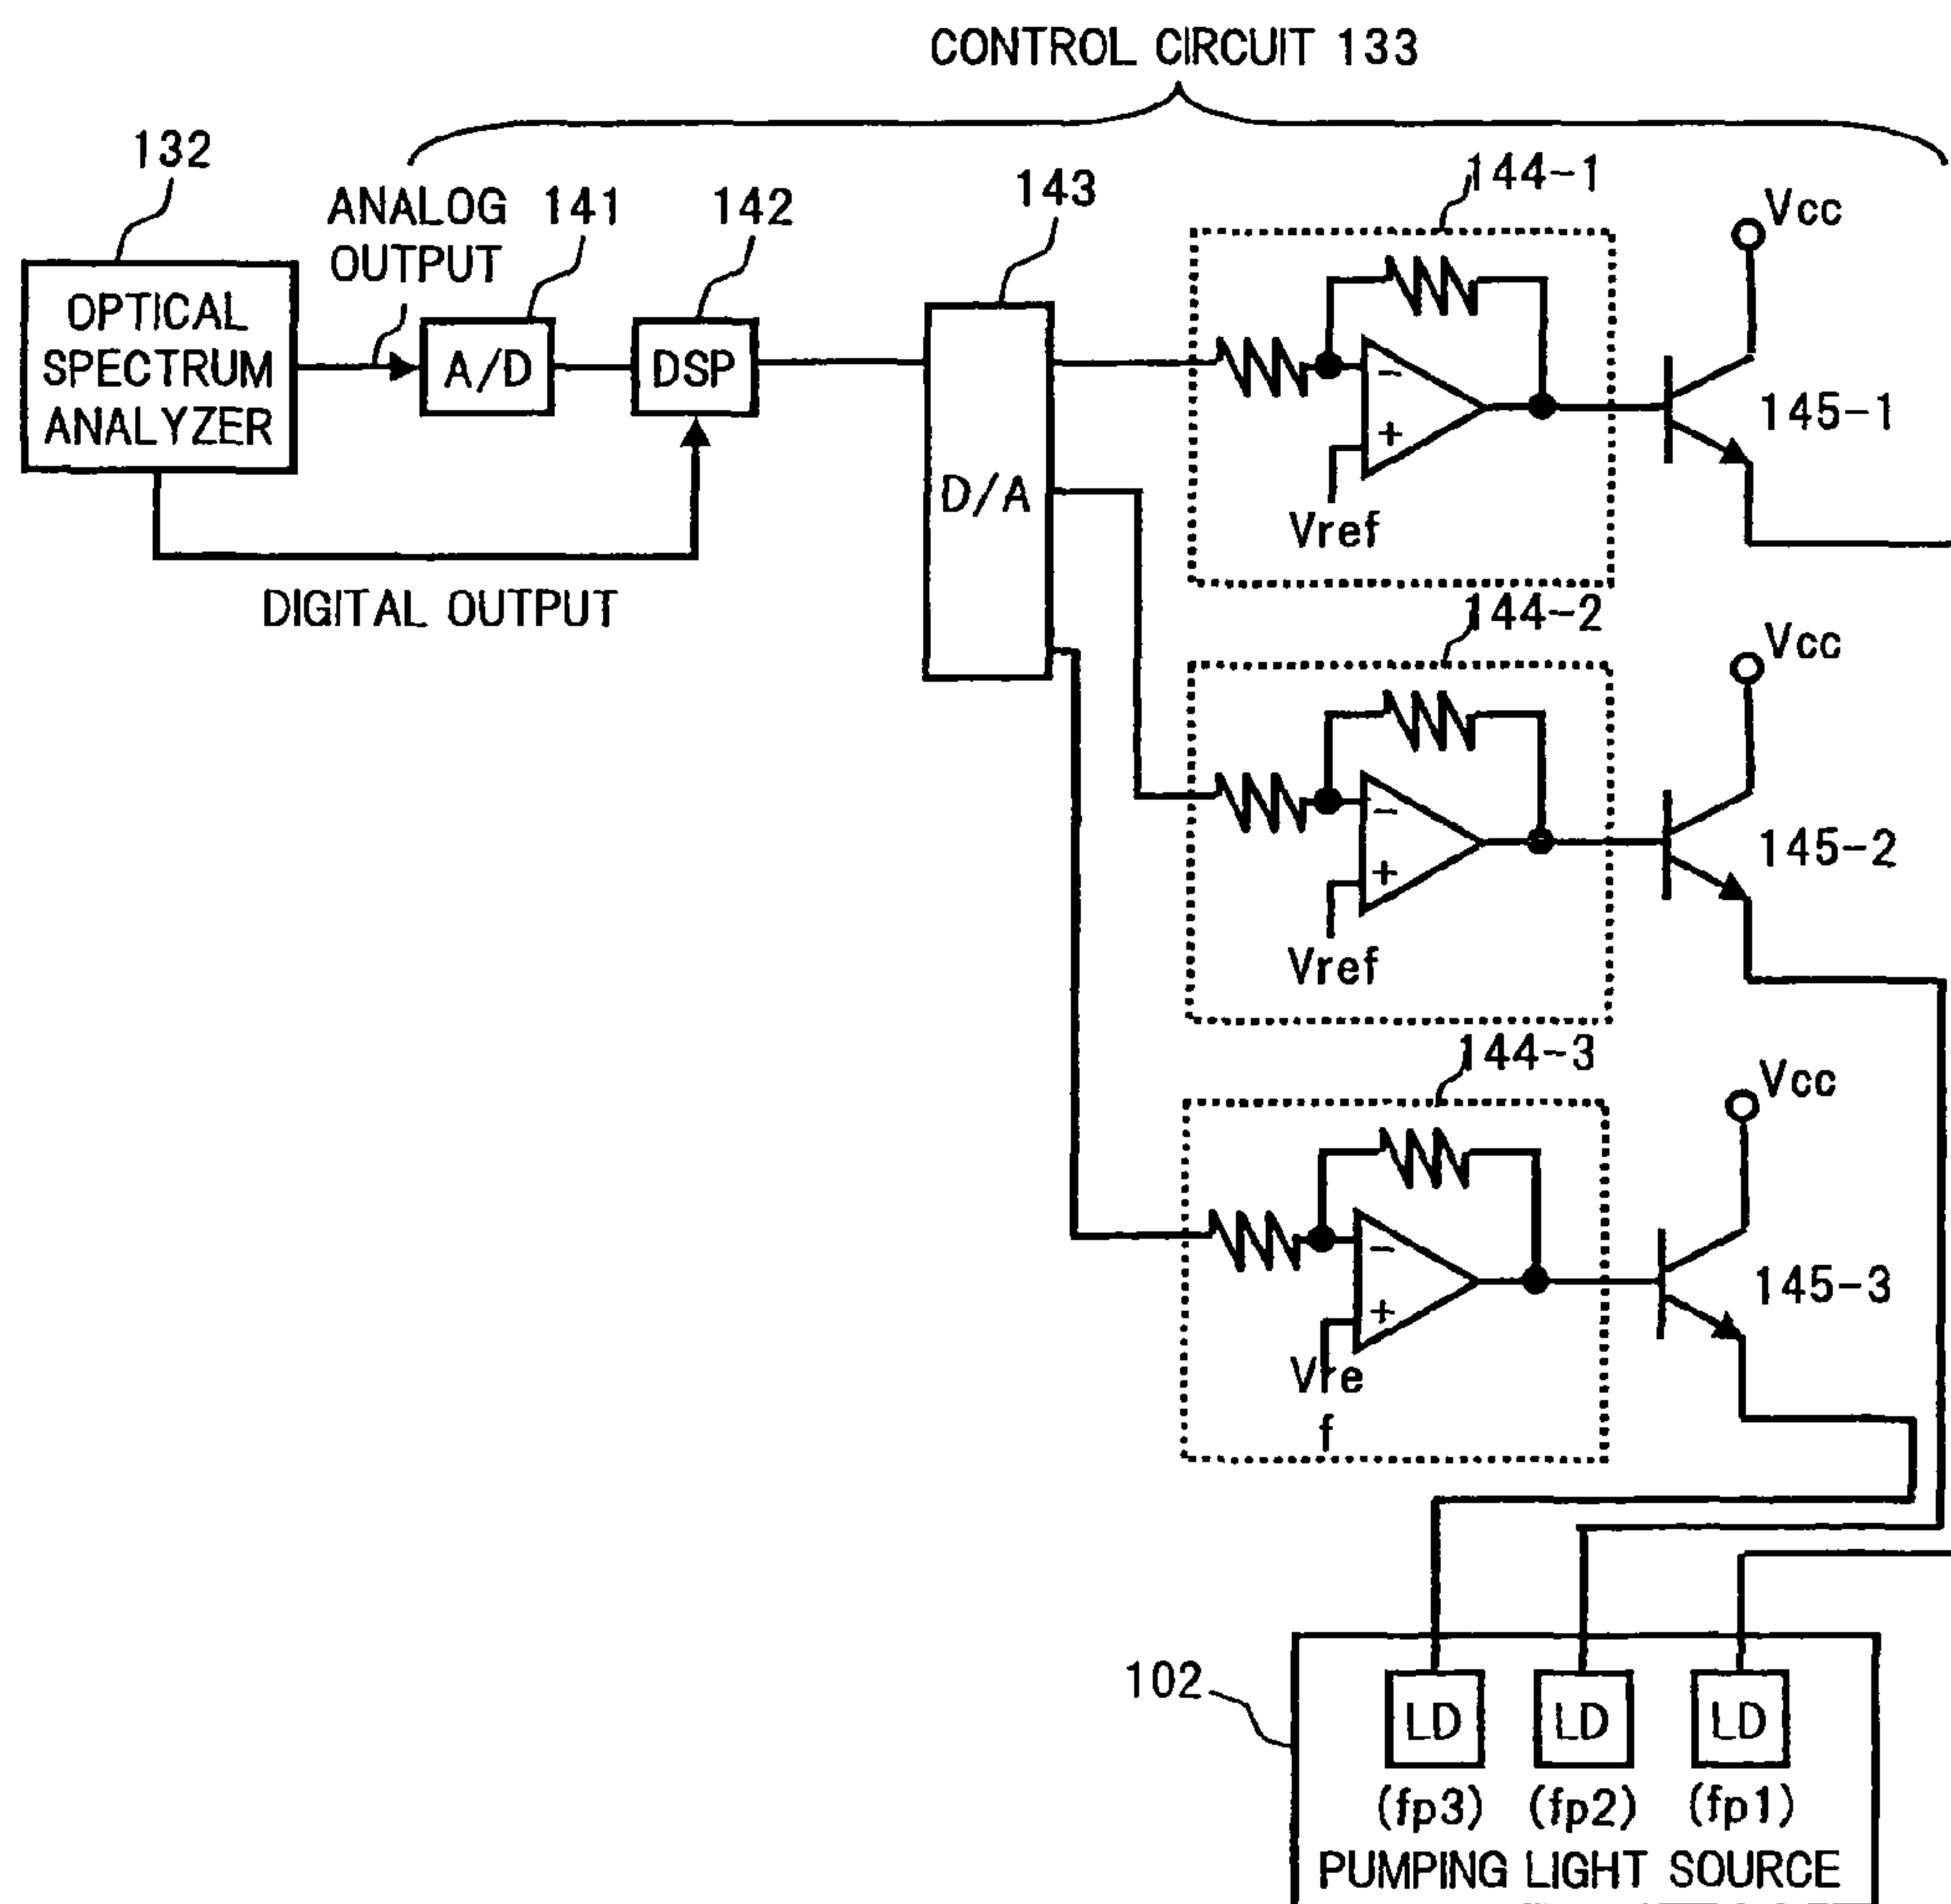 CONTROL CIRCUIT 133
132
ANALOG
OUTPUT
141
142
143
144-1
Vcc
OPTICAL
SPECTRUM
ANALYZER
A/D
DSP
D/A
-
+
Vref
145-1
DIGITAL OUTPUT
144-2
Vcc
-
+
Vref
145-2
144-3
Vcc
-
+
Vre
f
145-3
102
LD
LD
LD
(fp3)
(fp2)
(fp1)
PUMPING LIGHT SOURCE